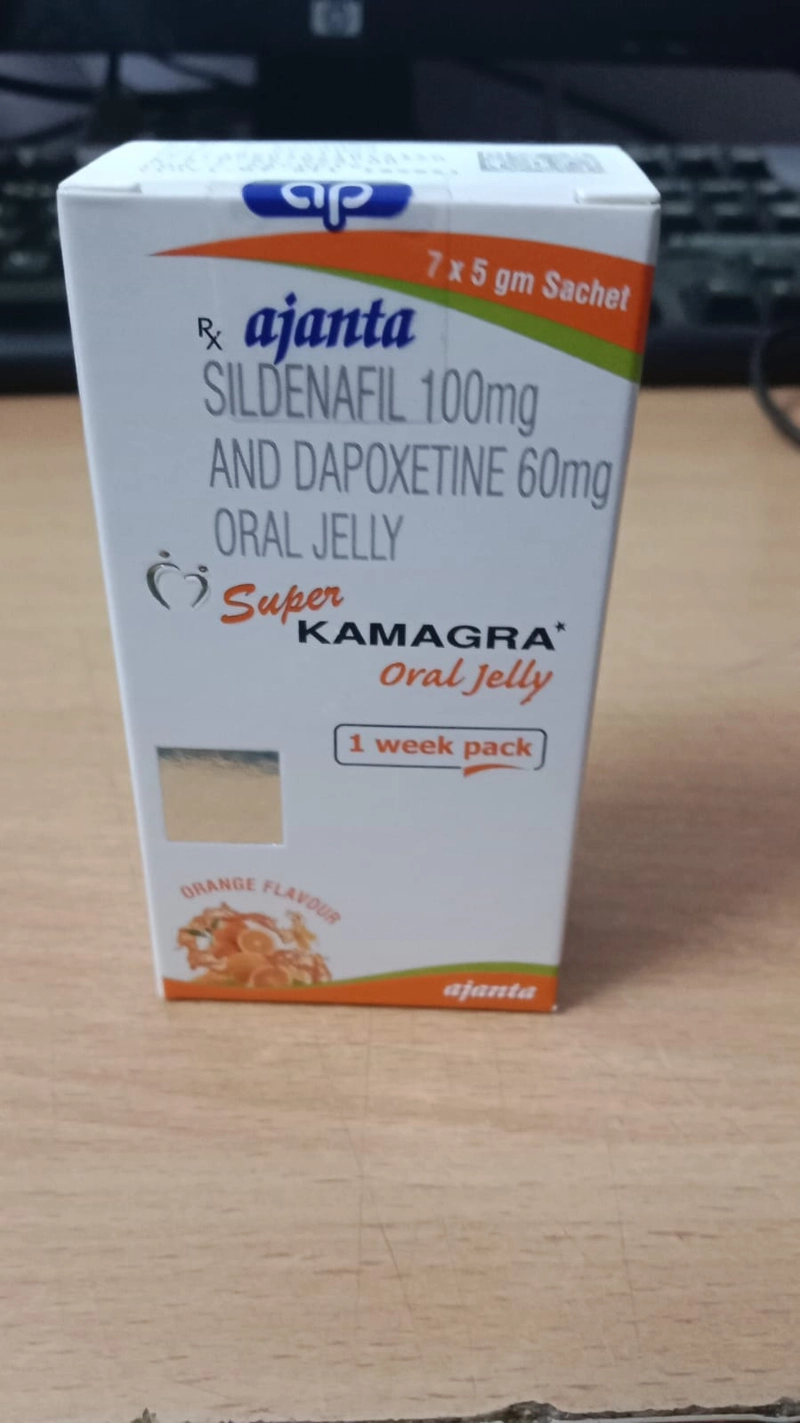 ap
7 x 5 gm Sachet
Rx ajanta
SILDENAFIL 100mg
AND DAPOXETINE 60mg
ORAL JELLY
Super
KAMAGRA*
Oral Jelly
1 week pack
ORANGE FLAVOUR
ajanta
hp